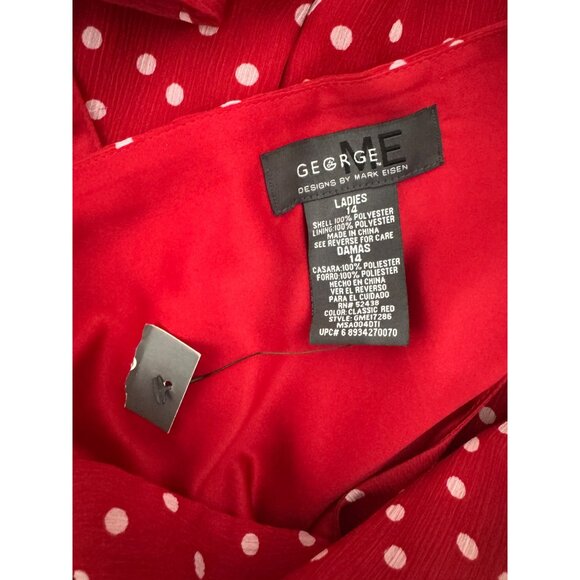 GEORGE ME
DESIGNS BY MARK EISEN
LADIES
14
SHELL:100% POLYESTER
LINING:100% POLYESTER
MADE IN CHINA
SEE REVERSE FOR CARE
DAMAS
14
CASARA:100% POLIESTER
FORRO:100% POLIESTER
HECHO EN CHINA
VER EL REVERSO
PARA EL CUIDADO
RN# 52438
COLOR: CLASSIC RED
STYLE: GME17286
MSA004DT1
UPC# 6 8934270070